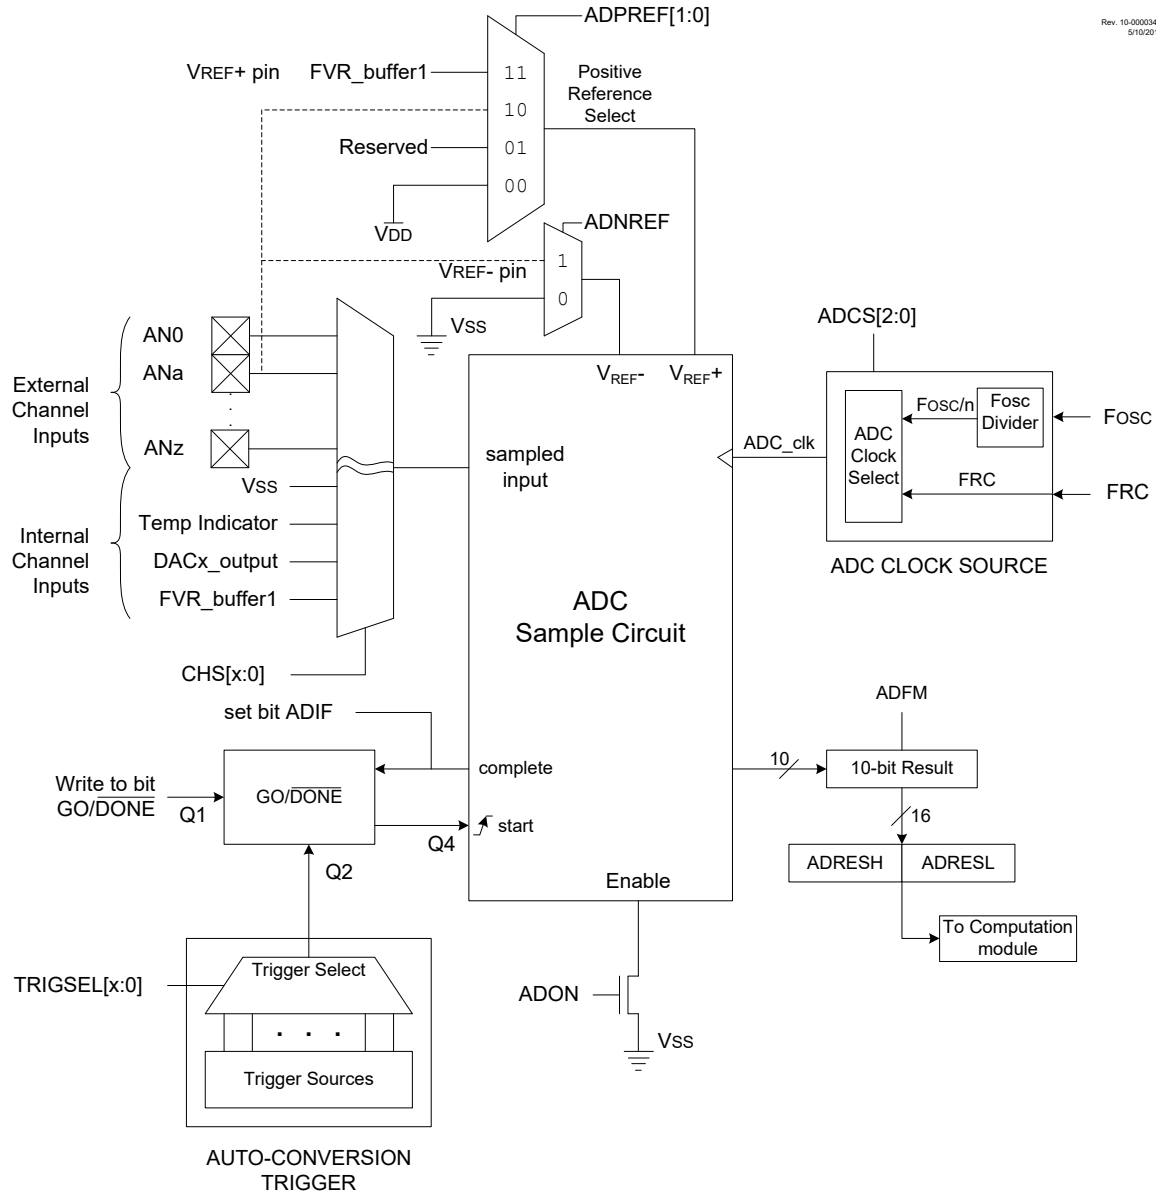 Rev. 10-000034
5/10/201
ADPREF[1:0]
VREF+ pin
FVR_buffer1
11
Positive
Reference
Select
10
Reserved
01
00
VDD
ADNREF
VREF- pin
1
0
VSS
ADCS[2:0]
AN0
ANa
.
.
.
ANz
External
Channel
Inputs
VREF-
VREF+
FOSC/n
Fosc
Divider
FOSC
ADC
Clock
Select
ADC_clk
FRC
FRC
ADC CLOCK SOURCE
sampled
input
VSS
Temp Indicator
DACx_output
FVR_buffer1
Internal
Channel
Inputs
ADC
Sample Circuit
CHS[x:0]
set bit ADIF
ADFM
complete
10
10-bit Result
Write to bit
GO/DONE
Q1
GO/DONE
Q4
start
16
Q2
ADRESH
ADRESL
Enable
To Computation
module
TRIGSEL[x:0]
Trigger Select
ADON
. . .
VSS
Trigger Sources
AUTO-CONVERSION
TRIGGER